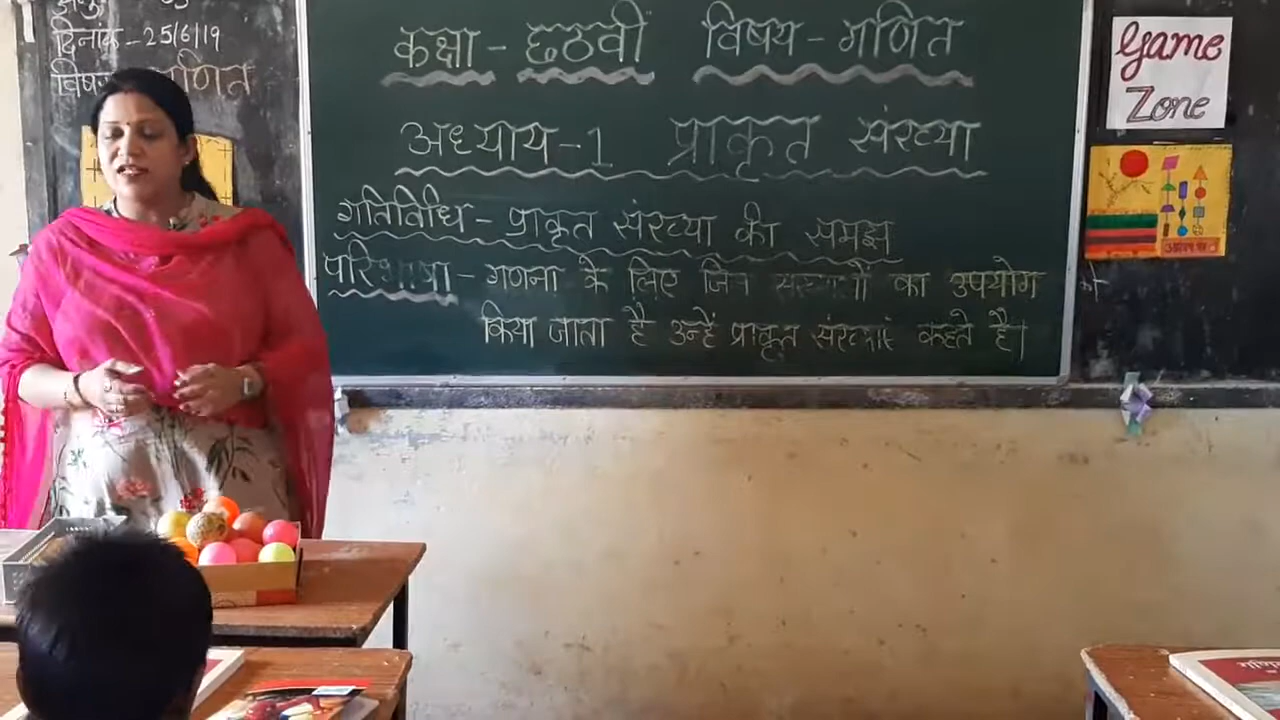 दिनांक - 25/6/19
कक्षा - छठवीं विषय - गणित
अध्याय - 1 प्राकृत संख्या
गतिविधि - प्राकृत संख्या की समझ
परिभाषा - गणना के लिए जिन संख्याओं का उपयोग
किया जाता है उन्हें प्राकृत संख्याएं कहते है।
Game
Zone